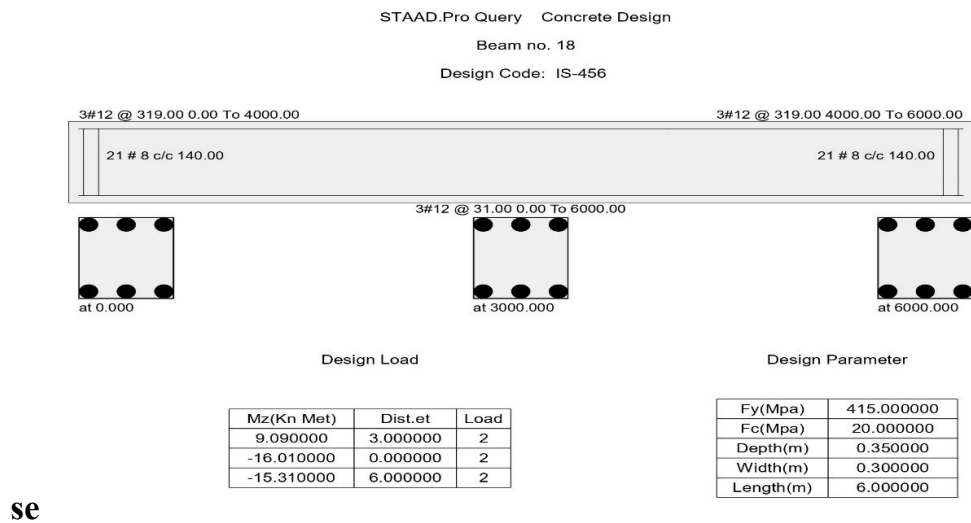 STAAD.Pro Query Concrete Design
Beam no. 18
Design Code: IS-456
3#12 @ 319.00 0.00 To 4000.00 3#12 @ 319.00 4000.00 To 6000.00
21 # 8 c/c 140.00 21 # 8 c/c 140.00
3#12 @ 31.00 0.00 To 6000.00
at 0.000 at 3000.000 at 6000.000
Design Load
Mz(Kn Met) Dist.et Load
9.090000 3.000000 2
-16.010000 0.000000 2
-15.310000 6.000000 2
Design Parameter
Fy(Mpa) 415.000000
Fc(Mpa) 20.000000
Depth(m) 0.350000
Width(m) 0.300000
Length(m) 6.000000
se